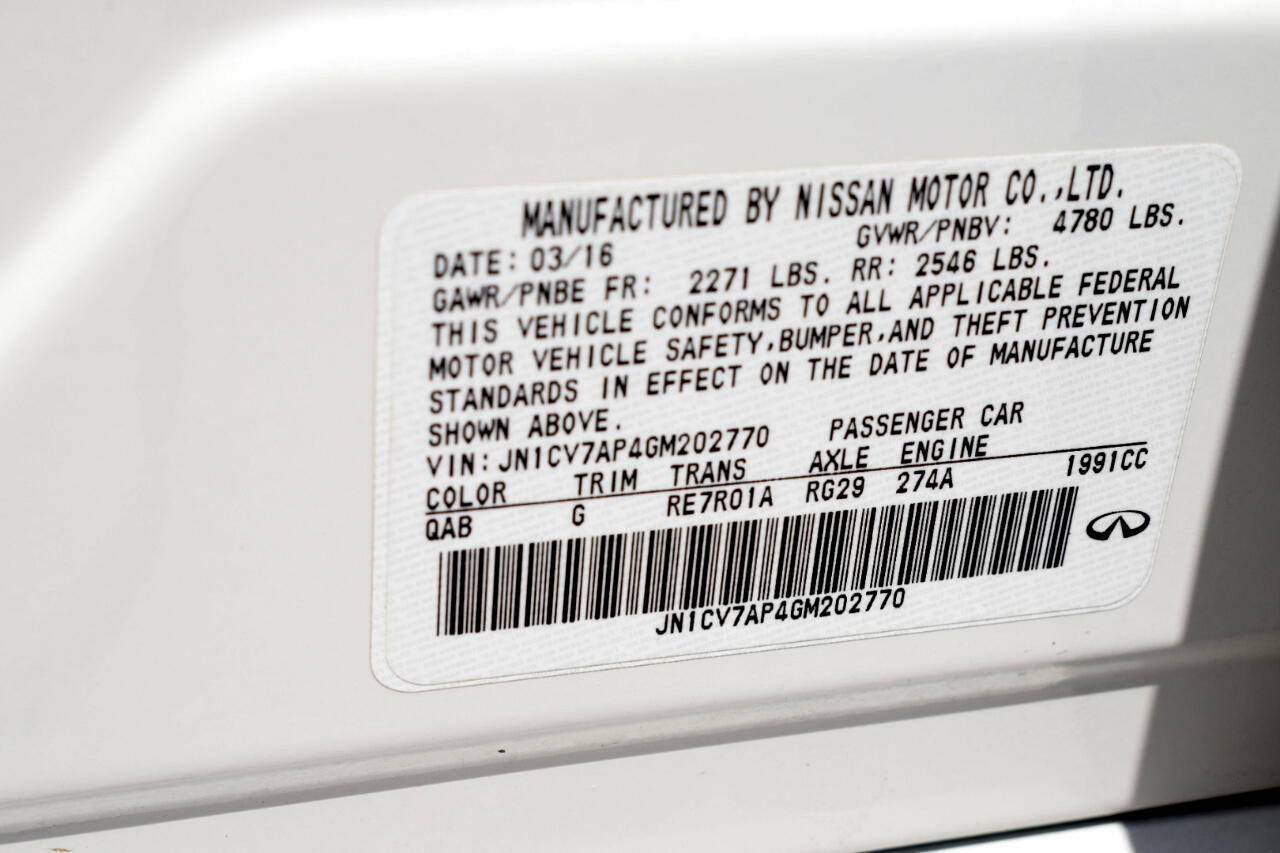 MANUFACTURED BY NISSAN MOTOR CO.,LTD.
DATE: 03/16 GVWR/PNBV: 4780 LBS.
GAWR/PNBE FR: 2271 LBS. RR: 2546 LBS.
THIS VEHICLE CONFORMS TO ALL APPLICABLE FEDERAL
MOTOR VEHICLE SAFETY,BUMPER,AND THEFT PREVENTION
STANDARDS IN EFFECT ON THE DATE OF MANUFACTURE
SHOWN ABOVE.
VIN: JN1CV7AP4GM202770 PASSENGER CAR
COLOR TRIM TRANS AXLE ENGINE
QAB G RE7R01A RG29 274A 1991CC
JN1CV7AP4GM202770